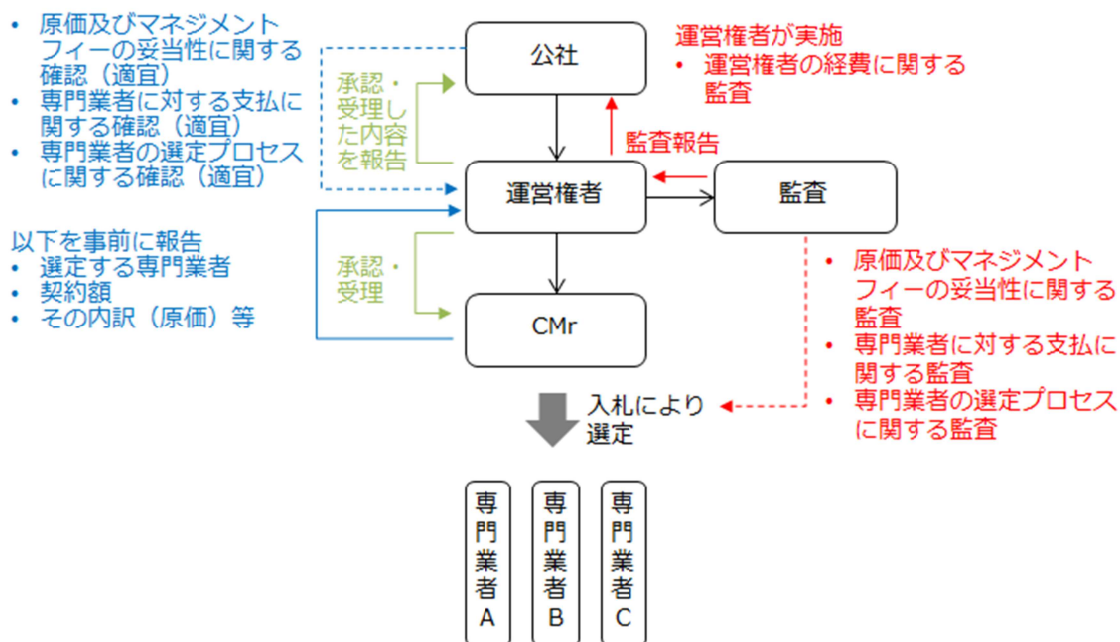 • 原価及びマネジメント
フィーの妥当性に関する
確認（適宜）
• 専門業者に対する支払に
関する確認（適宜）
• 専門業者の選定プロセス
に関する確認（適宜）
以下を事前に報告
• 選定する専門業者
• 契約額
• その内訳（原価）等
承認・
受理し
た内容
を報告
承認・
受理
公社
運営権者
CMr
入札により
選定
専門業者A
専門業者B
専門業者C
運営権者が実施
• 運営権者の経費に関する
監査
監査報告
監査
• 原価及びマネジメント
フィーの妥当性に関する
監査
• 専門業者に対する支払に
関する監査
• 専門業者の選定プロセス
に関する監査